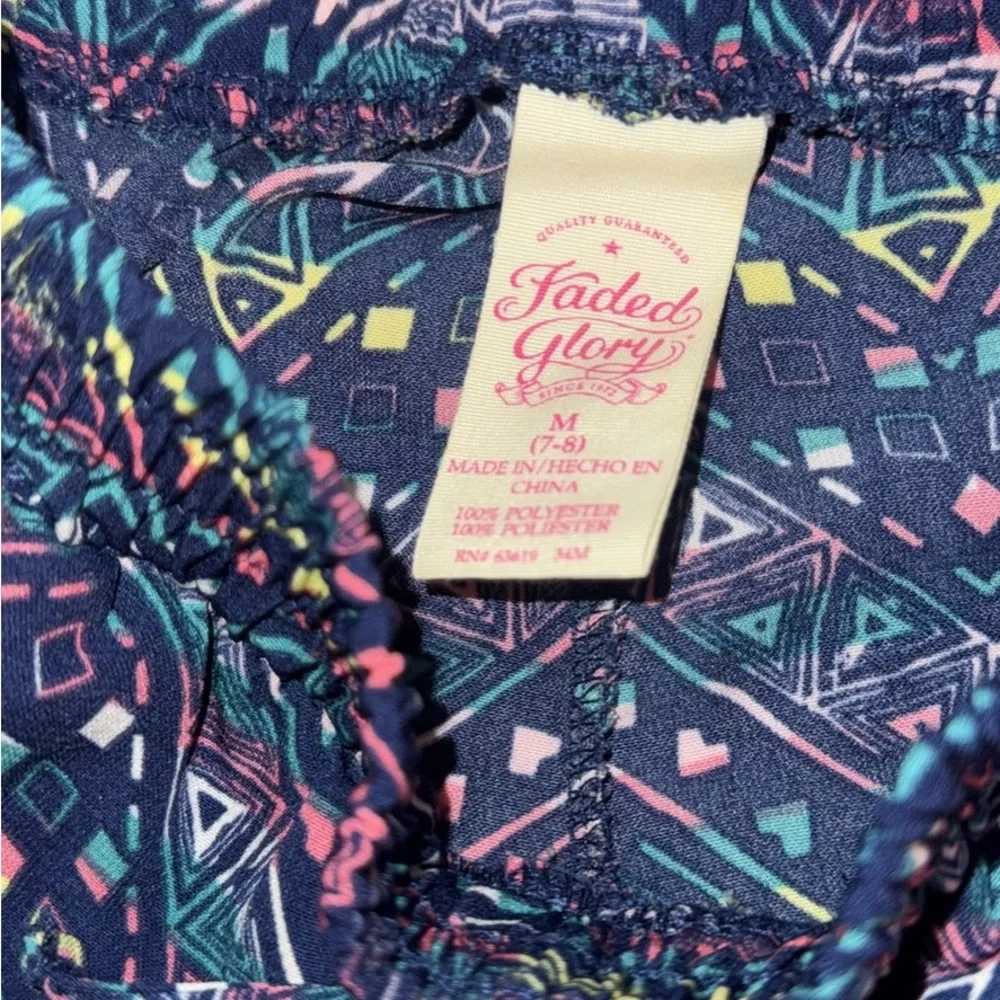 QUALITY GUARANTEED
Faded
Glory
SINCE 1972
M
(7-8)
MADE IN/HECHO EN
CHINA
100% POLYESTER
100% POLIESTER
RN# 63619 34M